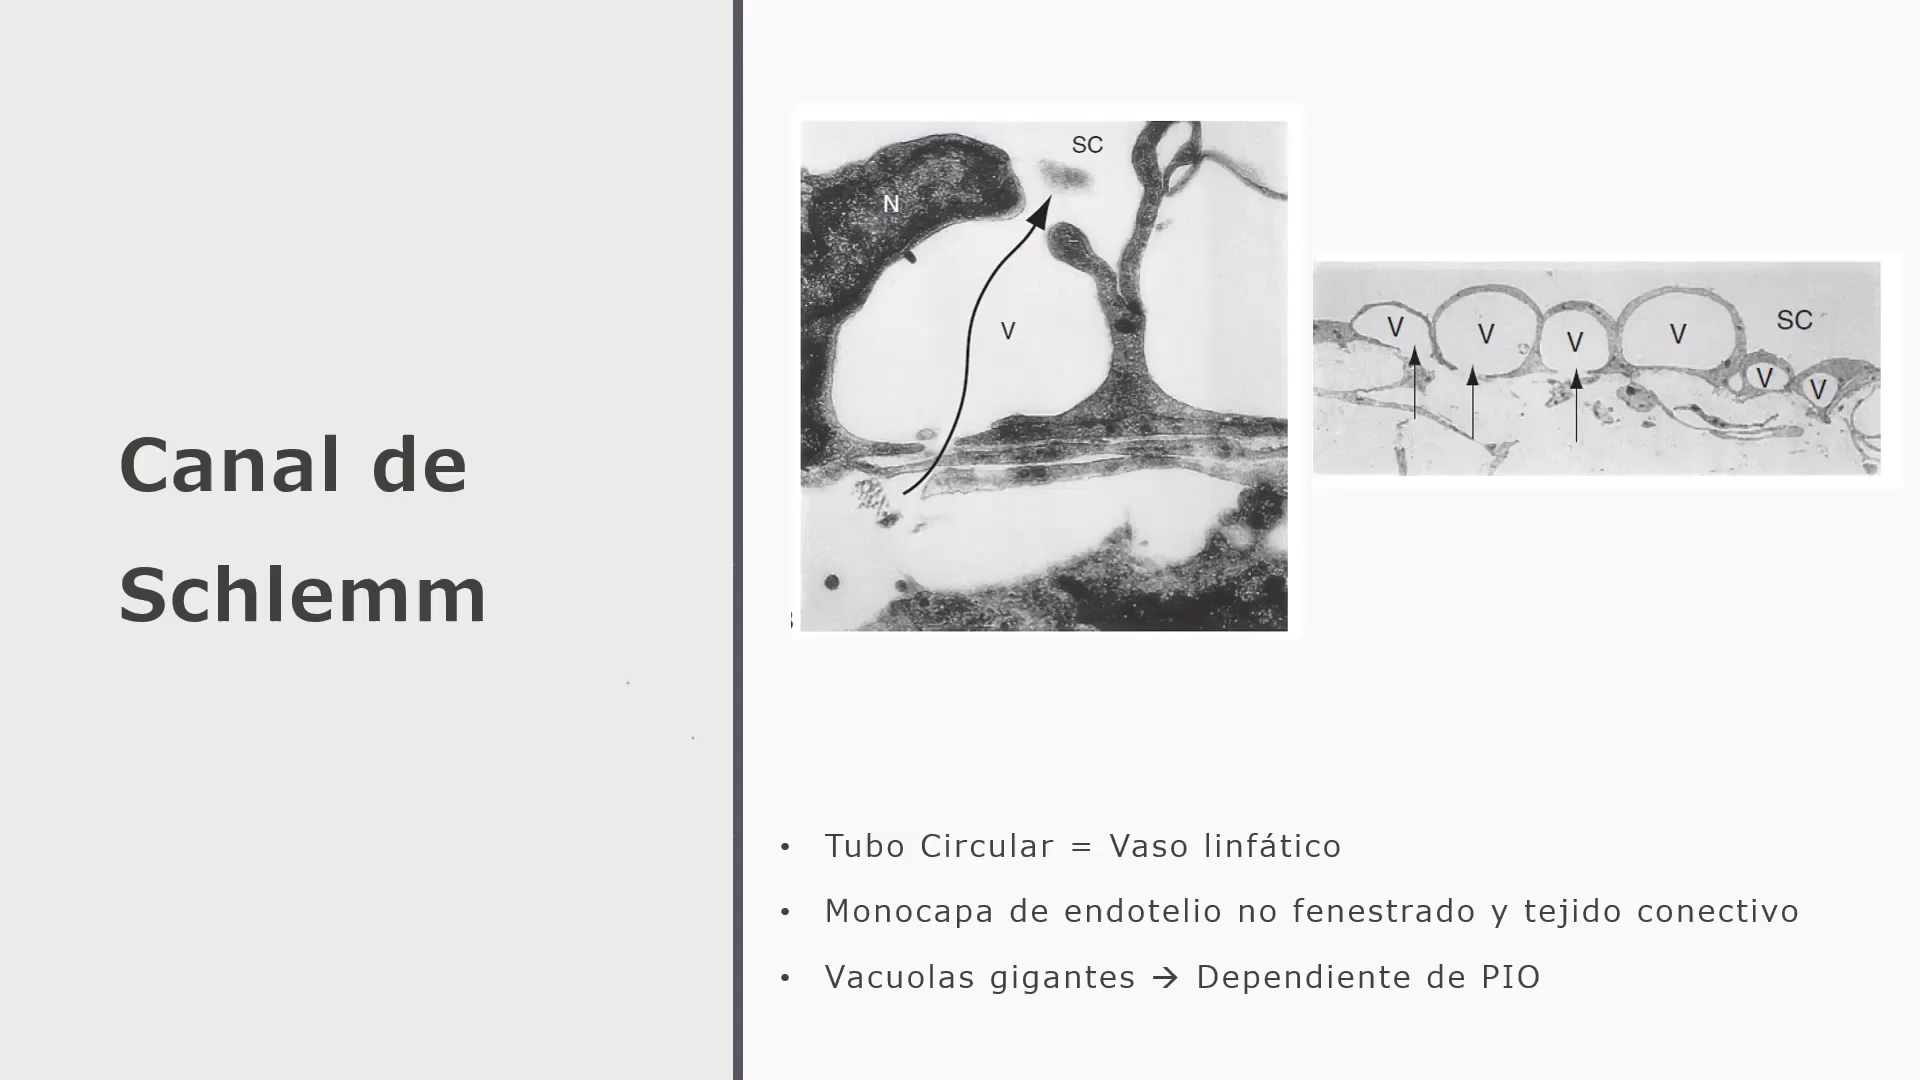 Canal de
Schlemm
SC
N
V
V
V
V
V
SC
V
V
• Tubo Circular = Vaso linfático
• Monocapa de endotelio no fenestrado y tejido conectivo
• Vacuolas gigantes → Dependiente de PIO